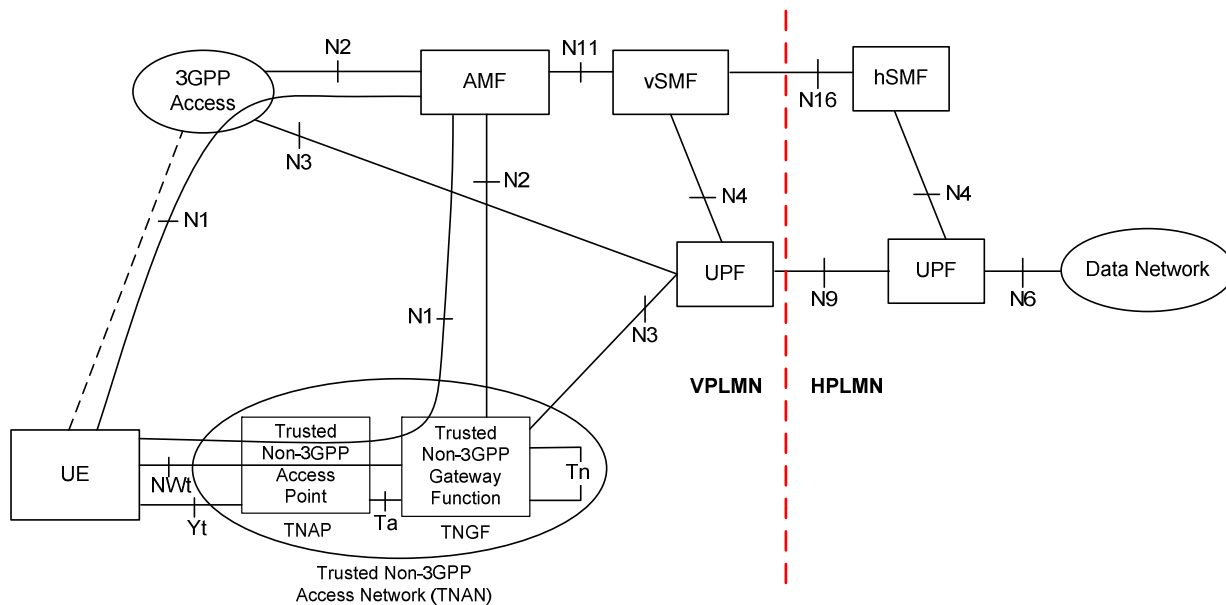 N2
N11
3GPP
Access
AMF
vSMF
hSMF
N16
N3
N2
N4
N4
N1
UPF
UPF
Data Network
N9
N6
N1
N3
VPLMN
HPLMN
UE
Trusted
Non-3GPP
Access
Point
Trusted
Non-3GPP
Gateway
Function
Tn
NWt
Yt
Ta
TNAP
TNGF
Trusted Non-3GPP
Access Network (TNAN)